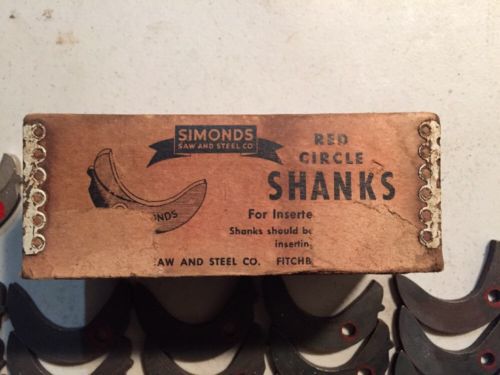 SIMONDS
SAW AND STEEL CO
RED
CIRCLE
SHANKS
ONDS
For Inserte
Shanks should be
insertin
AW AND STEEL CO. FITCHB